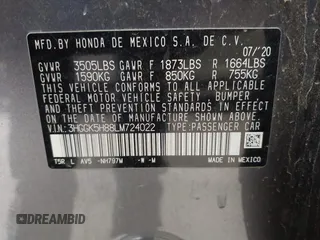 MFD.BY HONDA DE MEXICO S.A. DE C.V.
07/'20
GVWR 3505LBS GAWR F 1873LBS R 1664LBS
GVWR 1590KG GAWR F 850KG R 755KG
THIS VEHICLE CONFORMS TO ALL APPLICABLE
FEDERAL MOTOR VEHICLE SAFETY, BUMPER
AND THEFT PREVENTION STANDARDS IN EFFECT
ON THE DATE OF MANUFACTURE SHOWN ABOVE.
V.I.N.: 3HGGK5H88LM724022 TYPE: PASSENGER CAR
T5R L AV5 -NH797M -W -M MADE IN MEXICO
DREAMBID